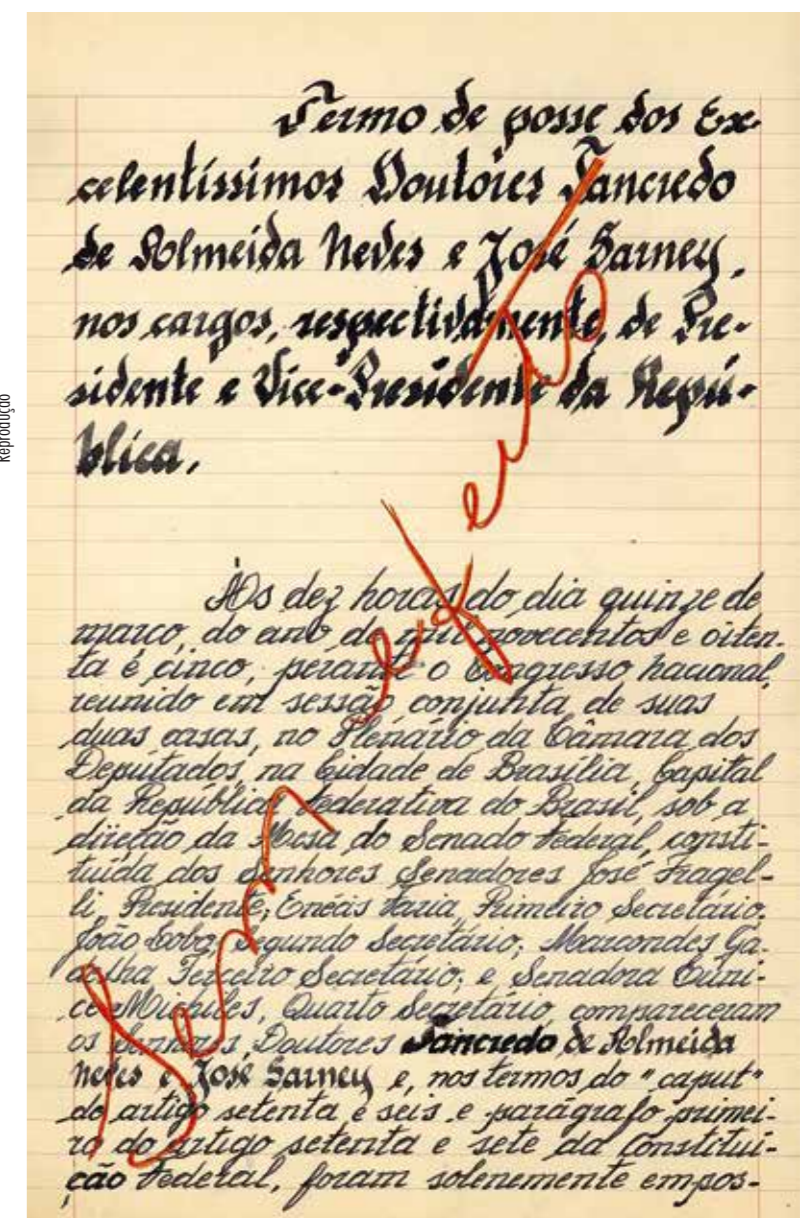 Termo de posse dos Ex-
celentíssimos Doutores Tancredo
de Almeida Neves e José Sarney,
nos cargos, respectivamente, de Pre-
sidente e Vice-Presidente da Repú-
blica.
Às dez horas do dia quinze de
março, do ano de mil novecentos e oiten-
ta e cinco, perante o Congresso Nacional,
reunido em sessão conjunta de suas
duas casas, no Plenário da Câmara dos
Deputados, na Cidade de Brasília, Capital
da República Federativa do Brasil, sob a
direção da Mesa do Senado Federal, consti-
tuída dos Senhores Senadores José Fragel-
li, Presidente; Enéas Faria, Primeiro Secretário;
João Lobo, Segundo Secretário; Marcondes Ga-
delha Terceiro Secretário; e Senadora Euni-
ce Michiles, Quarto Secretário, compareceram
os Senhores, Doutores Tancredo de Almeida
Neves e José Sarney e, nos termos do "caput"
do artigo setenta e seis e parágrafo primei-
ro do artigo setenta e sete da Constitui-
ção Federal, foram solenemente empos-
Sem efeito
Reprodução